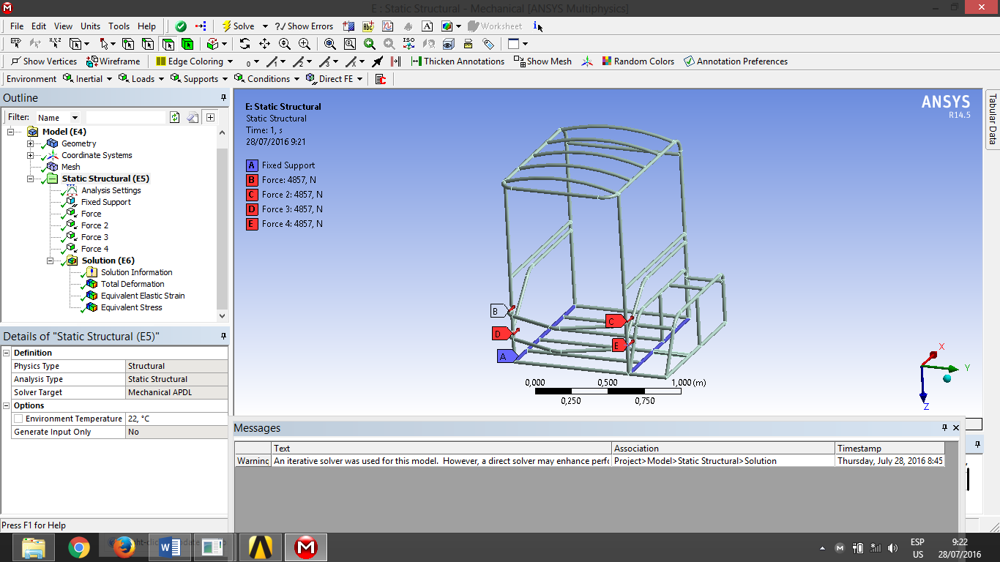 E : Static Structural - Mechanical [ANSYS Multiphysics]
File Edit View Units Tools Help Solve ?/ Show Errors Worksheet
Show Vertices Wireframe Edge Coloring Thicken Annotations Show Mesh Random Colors Annotation Preferences
Environment Inertial Loads Supports Conditions Direct FE
Outline
Filter: Name
Model (E4)
Geometry
Coordinate Systems
Mesh
Static Structural (E5)
Analysis Settings
Fixed Support
Force
Force 2
Force 3
Force 4
Solution (E6)
Solution Information
Total Deformation
Equivalent Elastic Strain
Equivalent Stress
Details of "Static Structural (E5)"
Definition
Physics Type Structural
Analysis Type Static Structural
Solver Target Mechanical APDL
Options
Environment Temperature 22, °C
Generate Input Only No
Press F1 for Help
E: Static Structural
Static Structural
Time: 1, s
28/07/2016 9:21
A Fixed Support
B Force: 4857, N
C Force 2: 4857, N
D Force 3: 4857, N
E Force 4: 4857, N
ANSYS
R14.5
Tabular Data
B
C
D
E
A
0,000 0,500 1,000 (m)
0,250 0,750
X
Y
Z
Messages
Text Association Timestamp
Warning An iterative solver was used for this model. However, a direct solver may enhance perfo Project>Model>Static Structural>Solution Thursday, July 28, 2016 8:45
ESP 9:22
US 28/07/2016